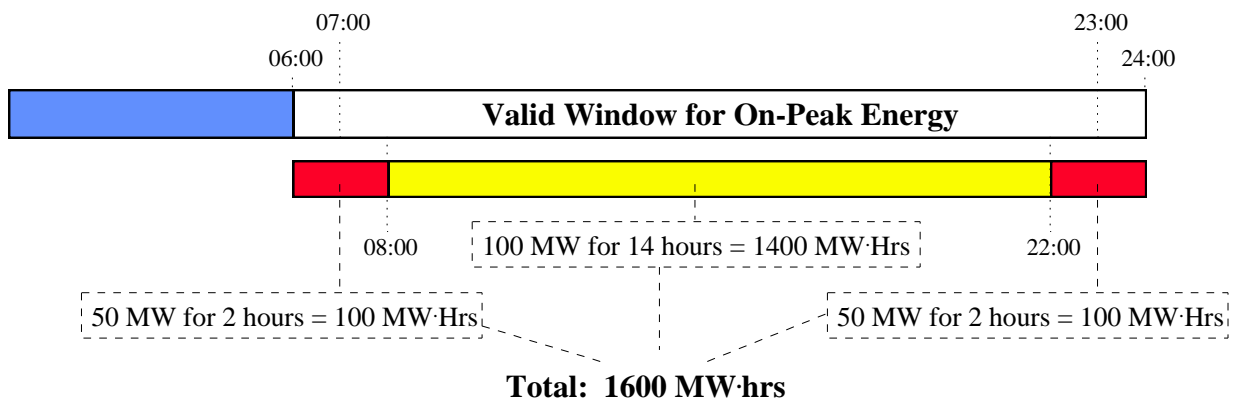 07:00
23:00
06:00
24:00
Valid Window for On-Peak Energy
08:00
100 MW for 14 hours = 1400 MW·Hrs
22:00
50 MW for 2 hours = 100 MW·Hrs
50 MW for 2 hours = 100 MW·Hrs
Total: 1600 MW·hrs